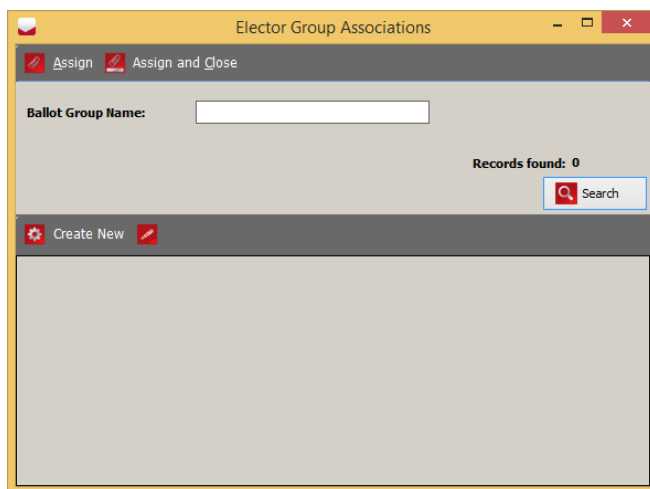 Elector Group Associations
Assign Assign and Close
Ballot Group Name:
Records found: 0
Search
Create New